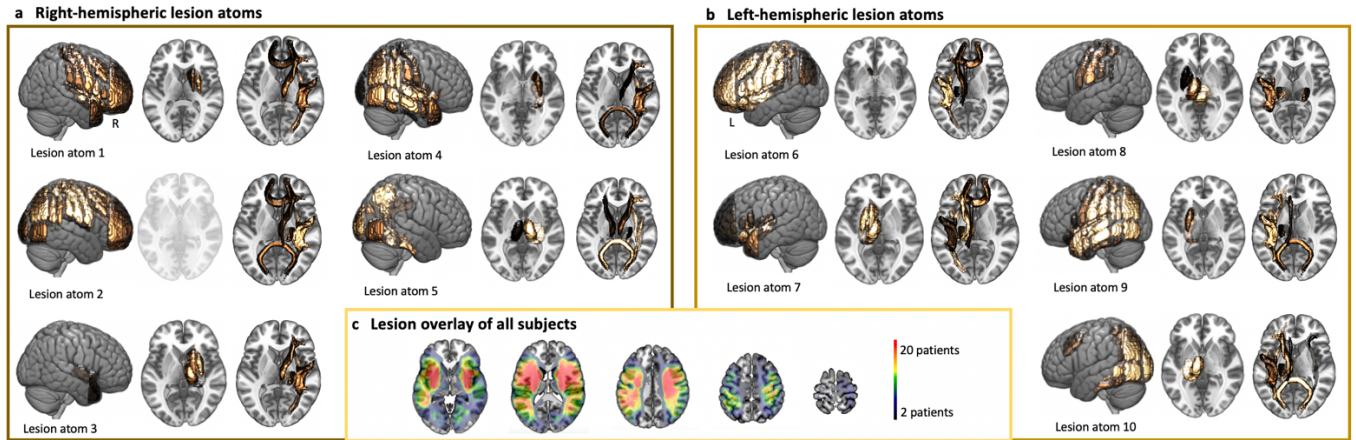 a Right-hemispheric lesion atoms
R
Lesion atom 1
Lesion atom 4
Lesion atom 2
Lesion atom 5
Lesion atom 3
b Left-hemispheric lesion atoms
L
Lesion atom 6
Lesion atom 8
Lesion atom 7
Lesion atom 9
Lesion atom 10
c Lesion overlay of all subjects
20 patients
2 patients